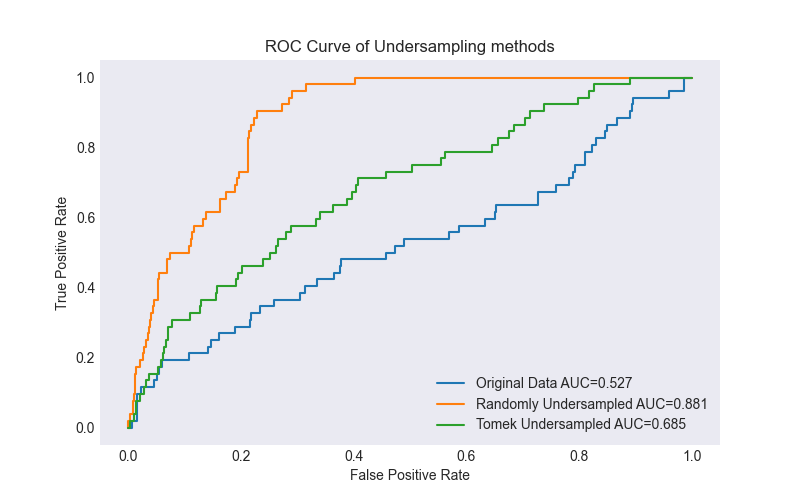 ROC Curve of Undersampling methods
True Positive Rate
1.0
0.8
0.6
0.4
0.2
0.0
Original Data AUC=0.527
Randomly Undersampled AUC=0.881
Tomek Undersampled AUC=0.685
0.0
0.2
0.4
0.6
0.8
1.0
False Positive Rate